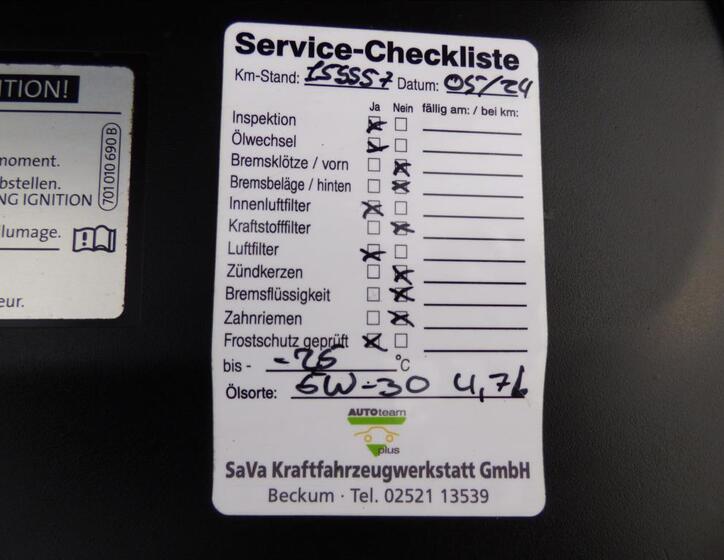 ITION!
moment.
bstellen.
NG IGNITION
llumage.
eur.
701 010 690 B
Service-Checkliste
Km-Stand: 155557 Datum: 05/24
Ja Nein fällig am: / bei km:
Inspektion
Ölwechsel
Bremsklötze / vorn
Bremsbeläge / hinten
Innenluftfilter
Kraftstofffilter
Luftfilter
Zündkerzen
Bremsflüssigkeit
Zahnriemen
Frostschutz geprüft
bis - -26 °C
Ölsorte: 5W-30 4,7L
AUTOteam
plus
SaVa Kraftfahrzeugwerkstatt GmbH
Beckum · Tel. 02521 13539